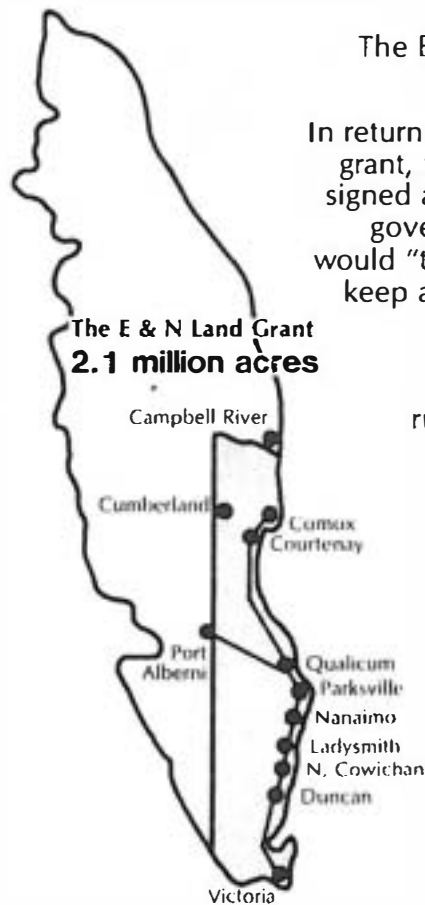 The E
In return
grant,
signed a
gove
would "t
keep a
The E & N Land Grant
2.1 million acres
Campbell River
Cumberland
Comox
Courtenay
Port
Alberni
Qualicum
Parksville
Nanaimo
Ladysmith
N. Cowichan
Duncan
Victoria